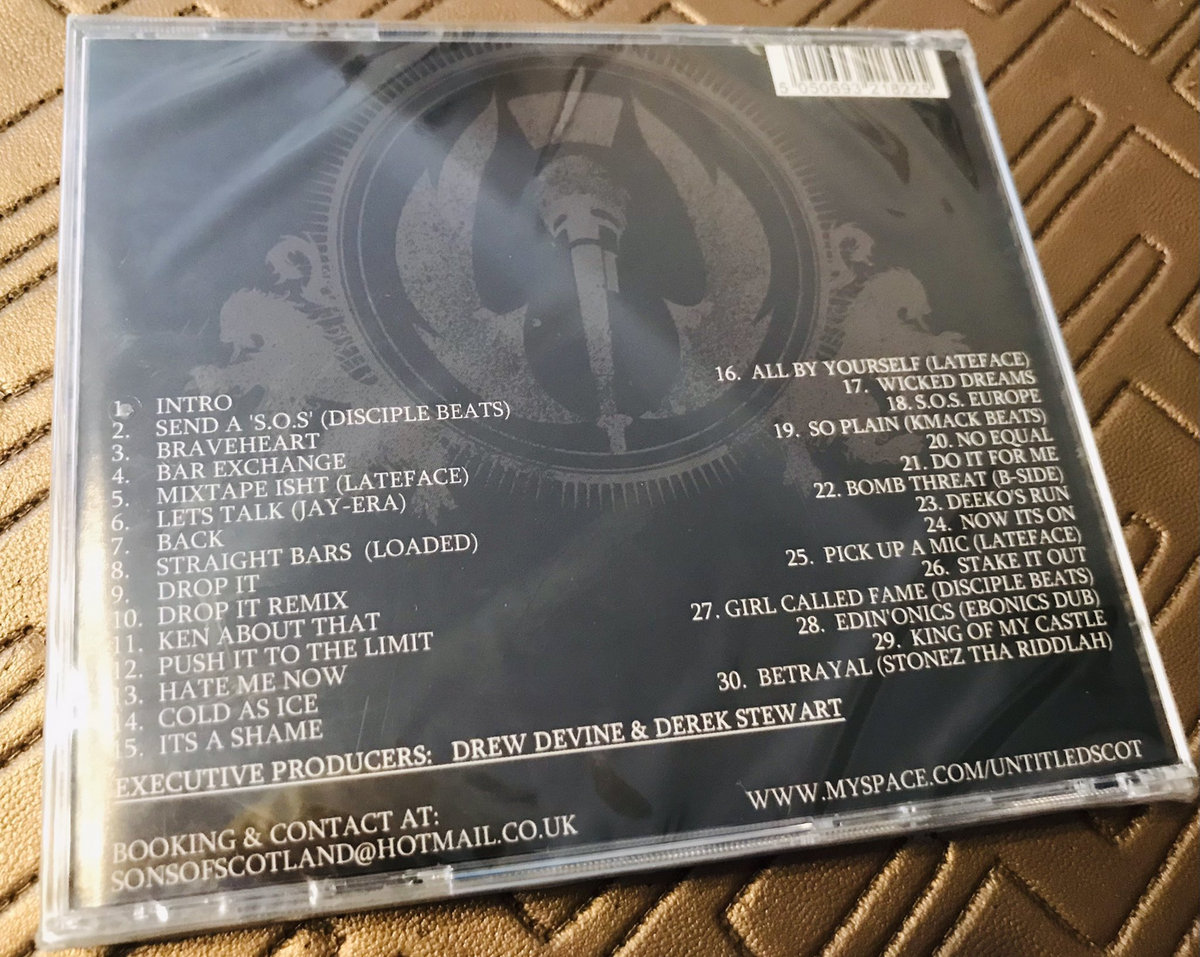 5 050693 218225
1. INTRO
2. SEND A 'S.O.S' (DISCIPLE BEATS)
3. BRAVEHEART
4. BAR EXCHANGE
5. MIXTAPE ISHT (LATEFACE)
6. LETS TALK (JAY-ERA)
7. BACK
8. STRAIGHT BARS (LOADED)
9. DROP IT
10. DROP IT REMIX
11. KEN ABOUT THAT
12. PUSH IT TO THE LIMIT
13. HATE ME NOW
14. COLD AS ICE
15. ITS A SHAME
16. ALL BY YOURSELF (LATEFACE)
17. WICKED DREAMS
18. S.O.S. EUROPE
19. SO PLAIN (KMACK BEATS)
20. NO EQUAL
21. DO IT FOR ME
22. BOMB THREAT (B-SIDE)
23. DEEKO'S RUN
24. NOW ITS ON
25. PICK UP A MIC (LATEFACE)
26. STAKE IT OUT
27. GIRL CALLED FAME (DISCIPLE BEATS)
28. EDIN'ONICS (EBONICS DUB)
29. KING OF MY CASTLE
30. BETRAYAL (STONEZ THA RIDDLAH)
EXECUTIVE PRODUCERS: DREW DEVINE & DEREK STEWART
BOOKING & CONTACT AT:
SONSOFSCOTLAND@HOTMAIL.CO.UK
WWW.MYSPACE.COM/UNTITLEDSCOT